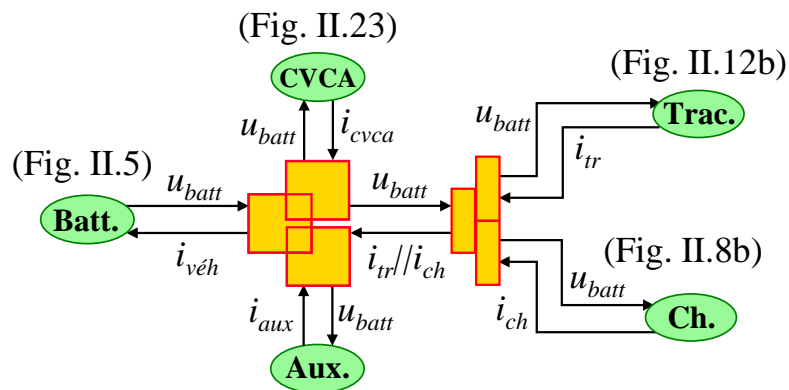 (Fig. II.23)
CVCA
(Fig. II.12b)
Trac.
u_batt
i_cvca
u_batt
i_tr
(Fig. II.5)
Batt.
u_batt
u_batt
i_véh
i_tr//i_ch
(Fig. II.8b)
u_batt
i_aux
u_batt
i_ch
Ch.
Aux.